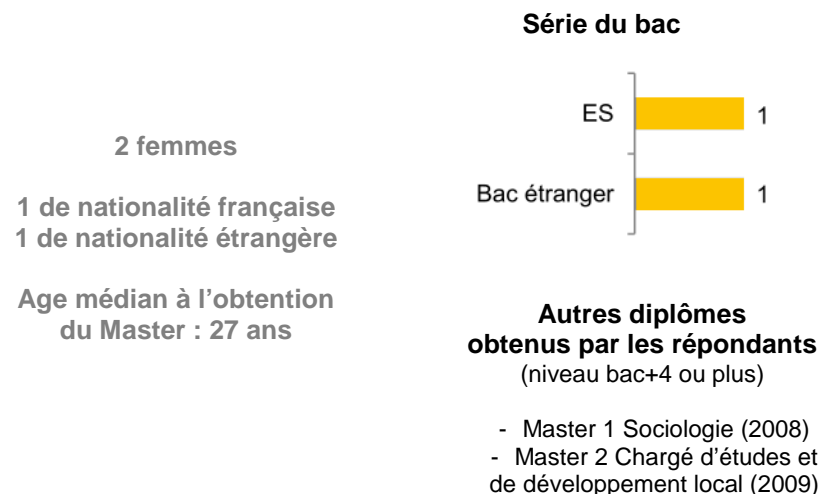 2 femmes
1 de nationalité française
1 de nationalité étrangère
Age médian à l’obtention
du Master : 27 ans
Série du bac
ES 1
Bac étranger 1
Autres diplômes
obtenus par les répondants
(niveau bac+4 ou plus)
- Master 1 Sociologie (2008)
- Master 2 Chargé d’études et
de développement local (2009)